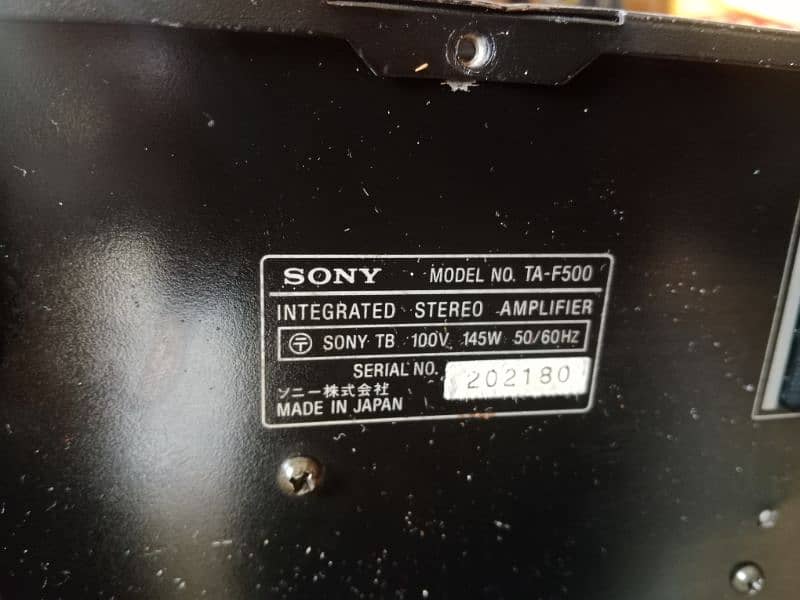 SONY MODEL NO. TA-F500
INTEGRATED STEREO AMPLIFIER
〒 SONY TB 100V 145W 50/60Hz
SERIAL NO. 202180
ソニー株式会社
MADE IN JAPAN